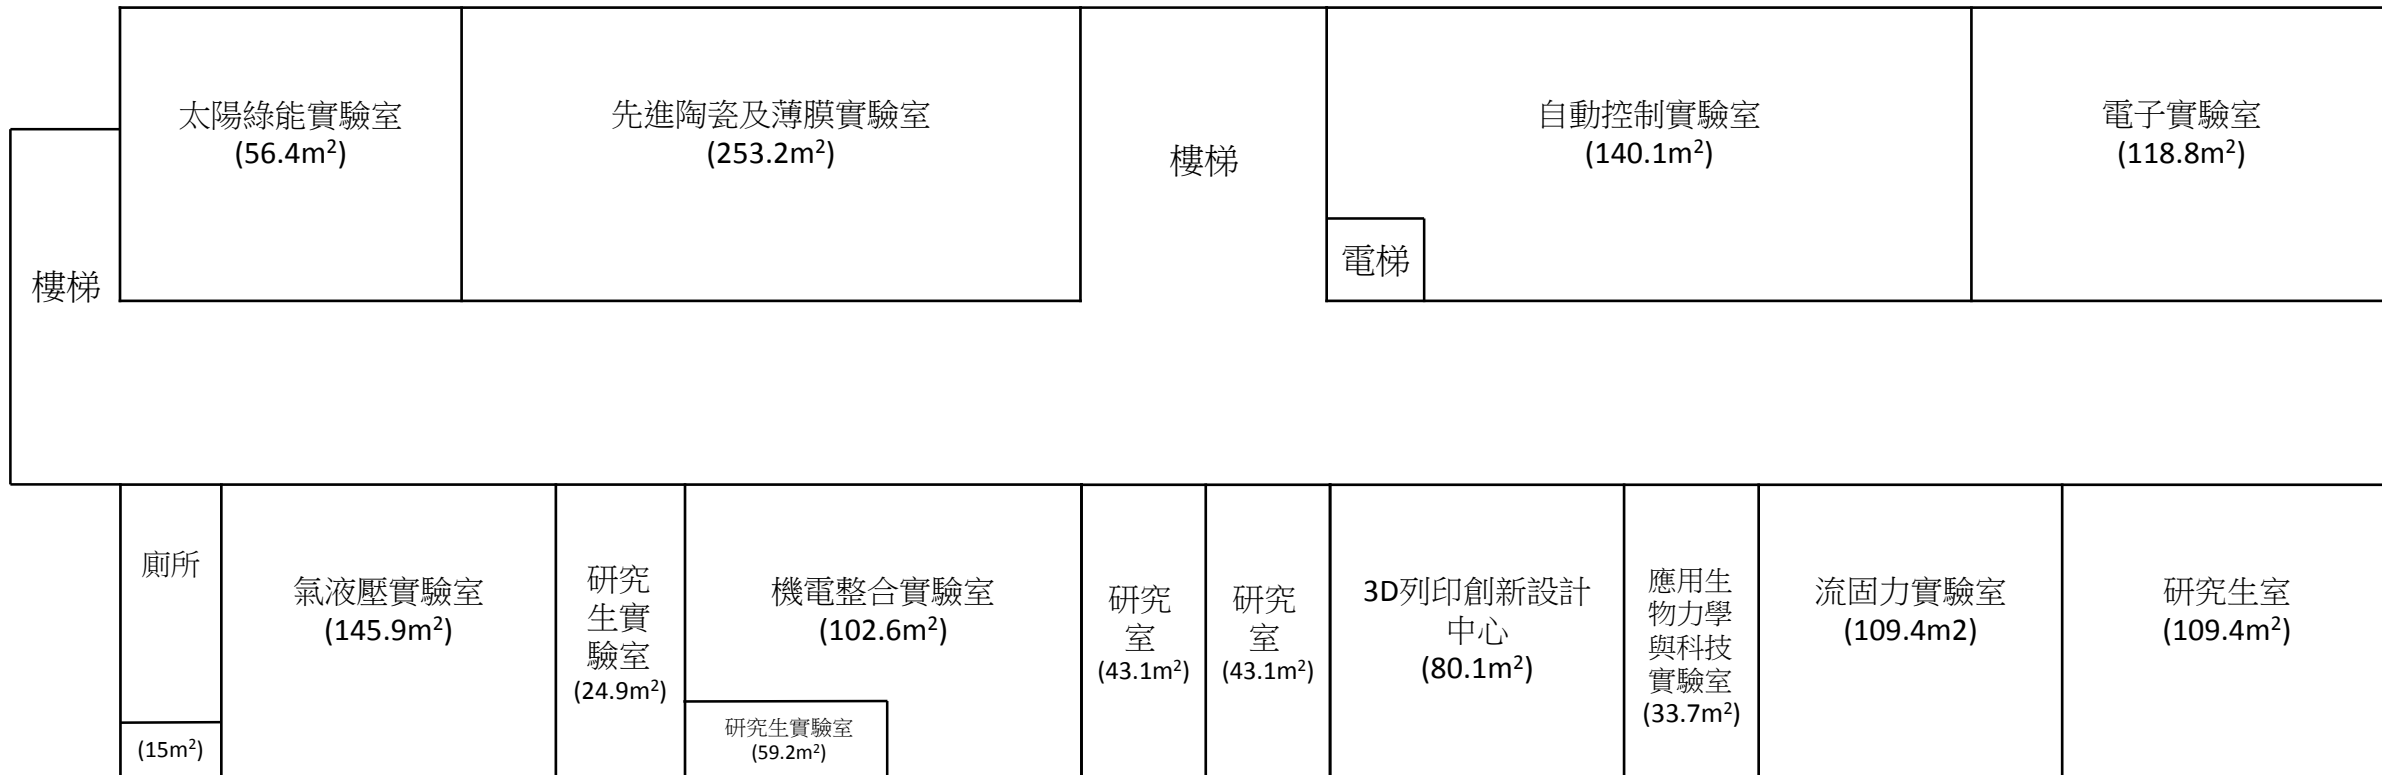 太陽綠能實驗室
(56.4m²)
先進陶瓷及薄膜實驗室
(253.2m²)
樓梯
自動控制實驗室
(140.1m²)
電子實驗室
(118.8m²)
樓梯
電梯
廁所
(15m²)
氣液壓實驗室
(145.9m²)
研究
生實
驗室
(24.9m²)
機電整合實驗室
(102.6m²)
研究生實驗室
(59.2m²)
研究
室
(43.1m²)
研究
室
(43.1m²)
3D列印創新設計
中心
(80.1m²)
應用生
物力學
與科技
實驗室
(33.7m²)
流固力實驗室
(109.4m2)
研究生室
(109.4m²)